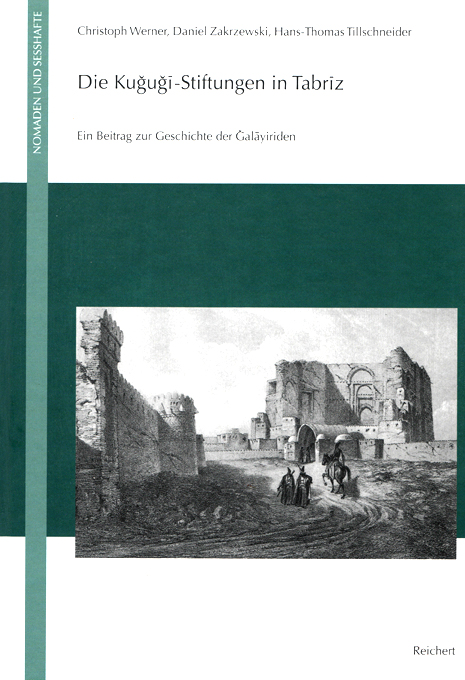 Christoph Werner, Daniel Zakrzewski, Hans-Thomas Tillschneider
Die Kuǧuǧī-Stiftungen in Tabrīz
Ein Beitrag zur Geschichte der Ǧalāyiriden
NOMADEN UND SESSHAFTE
Reichert